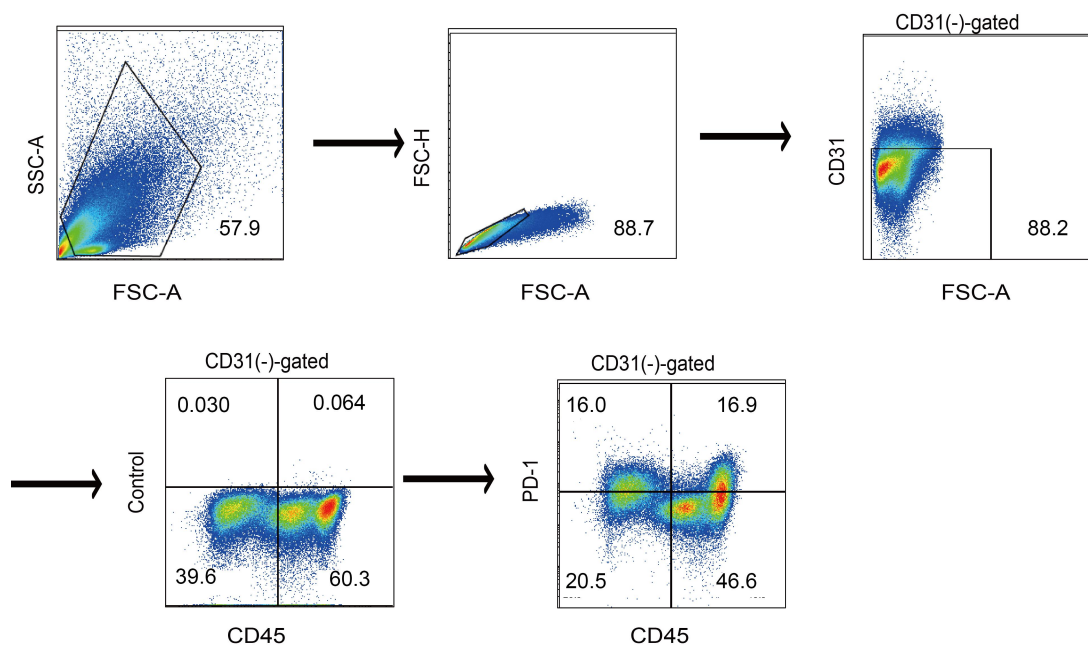 SSC-A
57.9
FSC-A
FSC-H
88.7
FSC-A
CD31(-)-gated
CD31
88.2
FSC-A
CD31(-)-gated
0.030
0.064
Control
39.6
60.3
CD45
CD31(-)-gated
16.0
16.9
PD-1
20.5
46.6
CD45